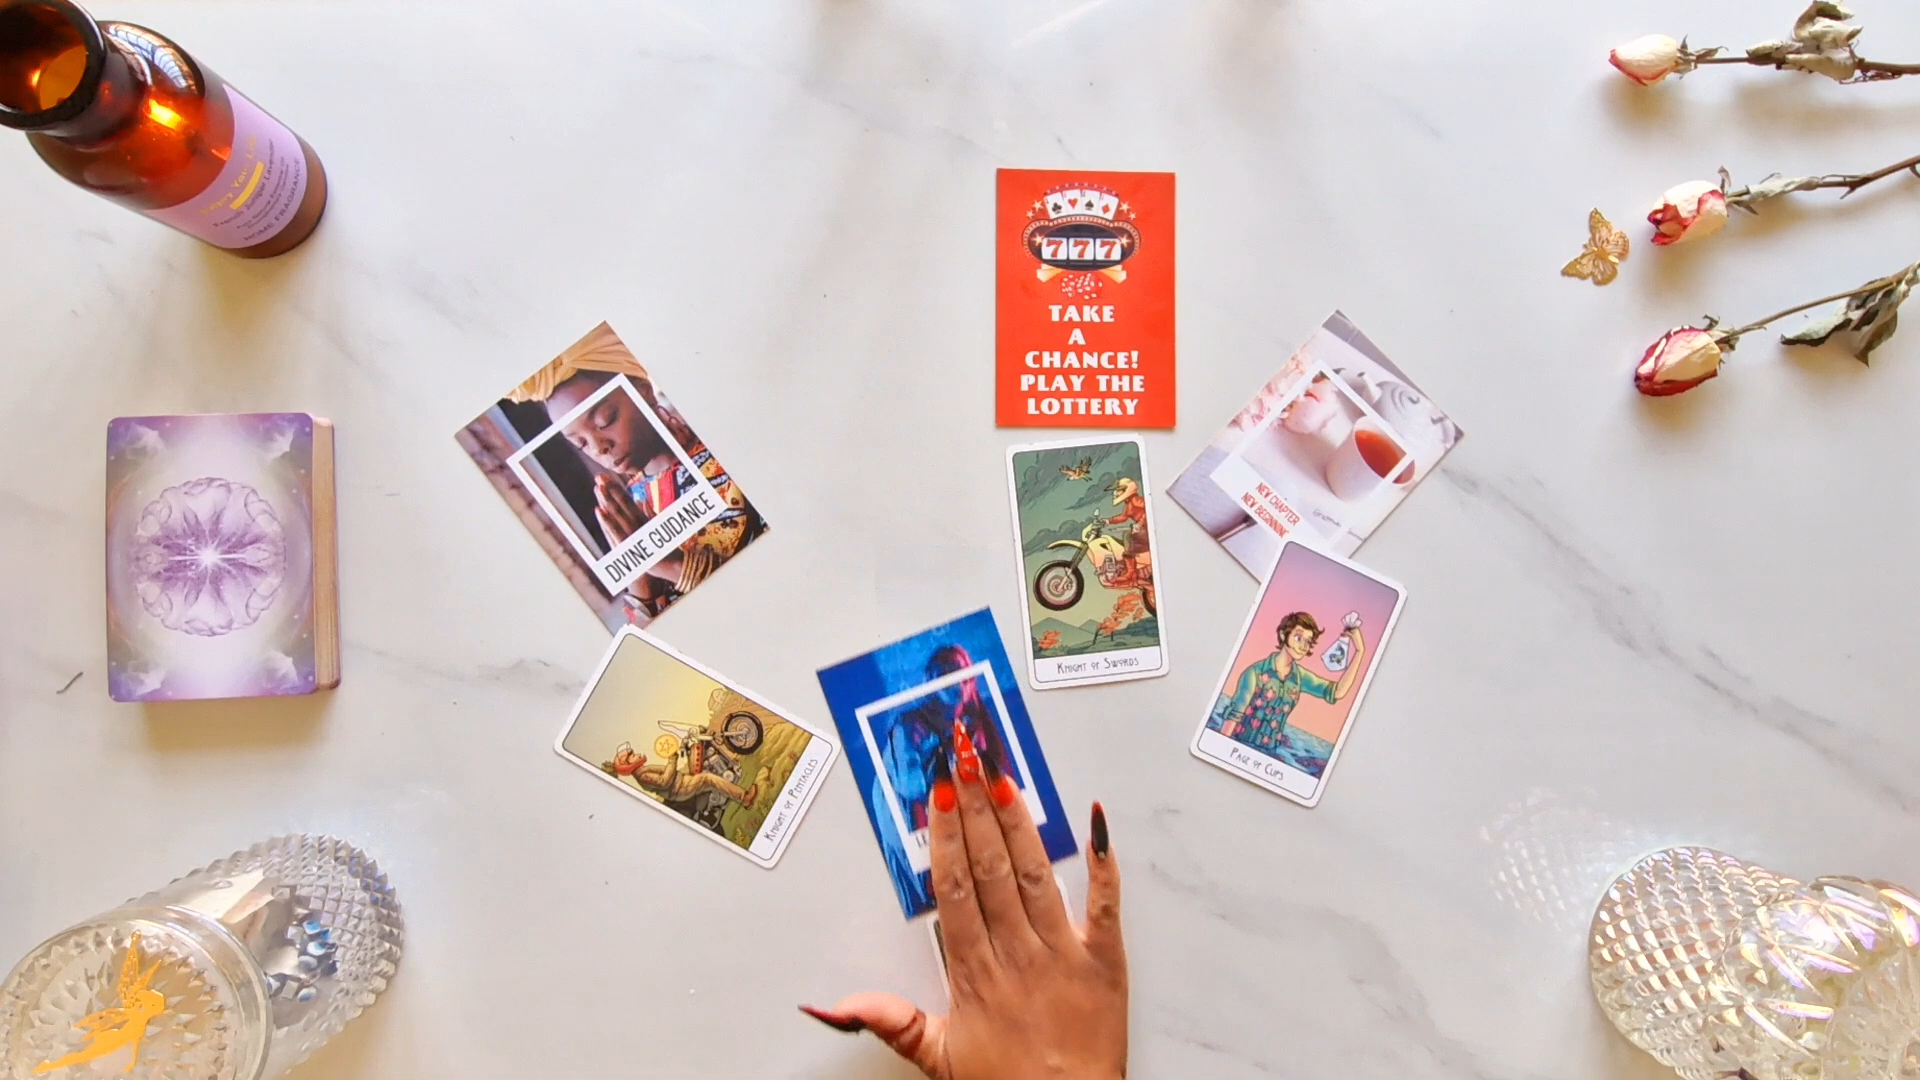 HOME FRAGRANCE
777
TAKE
A
CHANCE!
PLAY THE
LOTTERY
DIVINE GUIDANCE
NEW CHAPTER
NEW BEGINNING
KNIGHT OF SWORDS
PAGE OF CUPS
KNIGHT OF PENTACLES